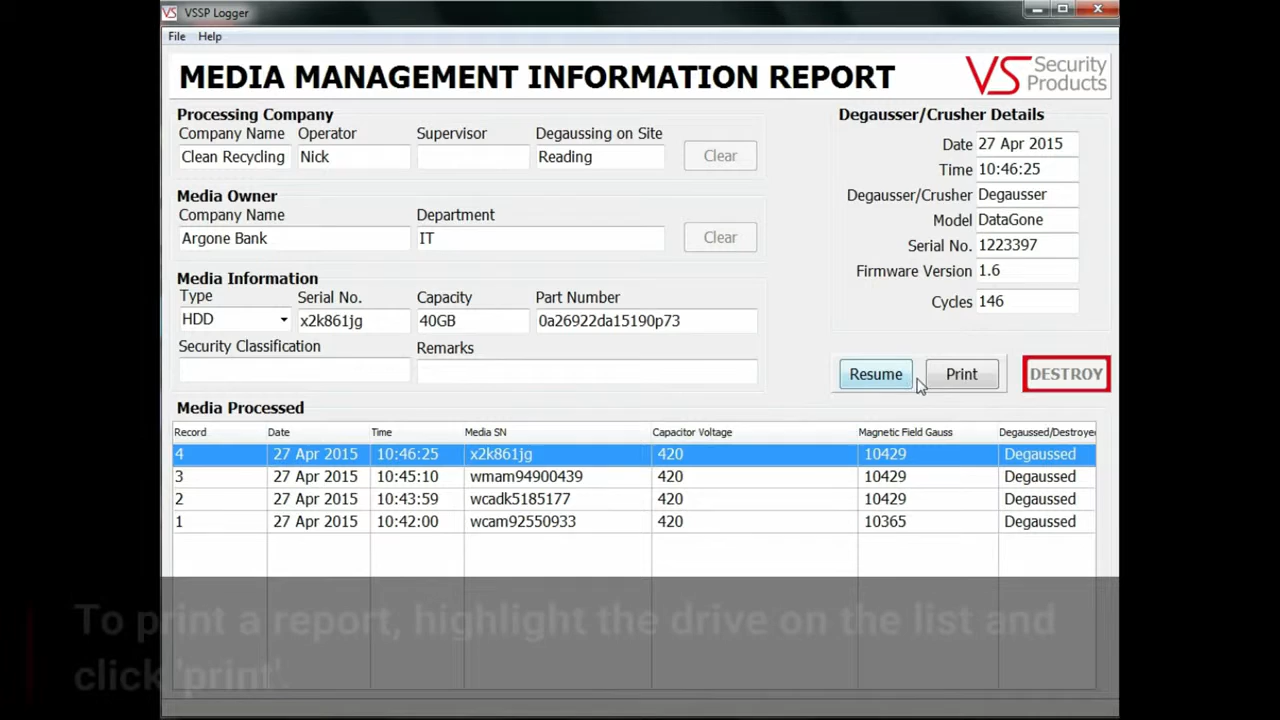 VS VSSP Logger
File Help
MEDIA MANAGEMENT INFORMATION REPORT
VS Security Products
Processing Company
Company Name Operator Supervisor Degaussing on Site
Clean Recycling Nick Reading Clear
Media Owner
Company Name Department
Argone Bank IT Clear
Media Information
Type Serial No. Capacity Part Number
HDD x2k861jg 40GB 0a26922da15190p73
Security Classification Remarks
Degausser/Crusher Details
Date 27 Apr 2015
Time 10:46:25
Degausser/Crusher Degausser
Model DataGone
Serial No. 1223397
Firmware Version 1.6
Cycles 146
Resume Print DESTROY
Media Processed
Record Date Time Media SN Capacitor Voltage Magnetic Field Gauss Degaussed/Destroyed
4 27 Apr 2015 10:46:25 x2k861jg 420 10429 Degaussed
3 27 Apr 2015 10:45:10 wmam94900439 420 10429 Degaussed
2 27 Apr 2015 10:43:59 wcadk5185177 420 10429 Degaussed
1 27 Apr 2015 10:42:00 wcam92550933 420 10365 Degaussed
To print a report, highlight the drive on the list and
click 'print'.